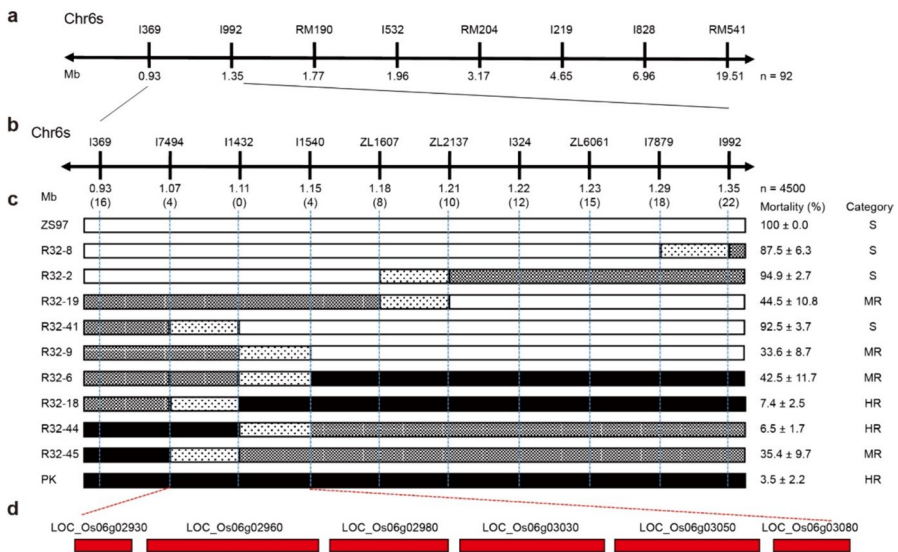 a
Chr6s
I369 I992 RM190 I532 RM204 I219 I828 RM541
Mb 0.93 1.35 1.77 1.96 3.17 4.65 6.96 19.51 n = 92
b
Chr6s
I369 I7494 I1432 I1540 ZL1607 ZL2137 I324 ZL6061 I7879 I992
Mb 0.93 1.07 1.11 1.15 1.18 1.21 1.22 1.23 1.29 1.35 n = 4500
c
(16) (4) (0) (4) (8) (10) (12) (15) (18) (22) Mortality (%) Category
ZS97 100 ± 0.0 S
R32-8 87.5 ± 6.3 S
R32-2 94.9 ± 2.7 S
R32-19 44.5 ± 10.8 MR
R32-41 92.5 ± 3.7 S
R32-9 33.6 ± 8.7 MR
R32-6 42.5 ± 11.7 MR
R32-18 7.4 ± 2.5 HR
R32-44 6.5 ± 1.7 HR
R32-45 35.4 ± 9.7 MR
PK 3.5 ± 2.2 HR
d
LOC_Os06g02930 LOC_Os06g02960 LOC_Os06g02980 LOC_Os06g03030 LOC_Os06g03050 LOC_Os06g03080